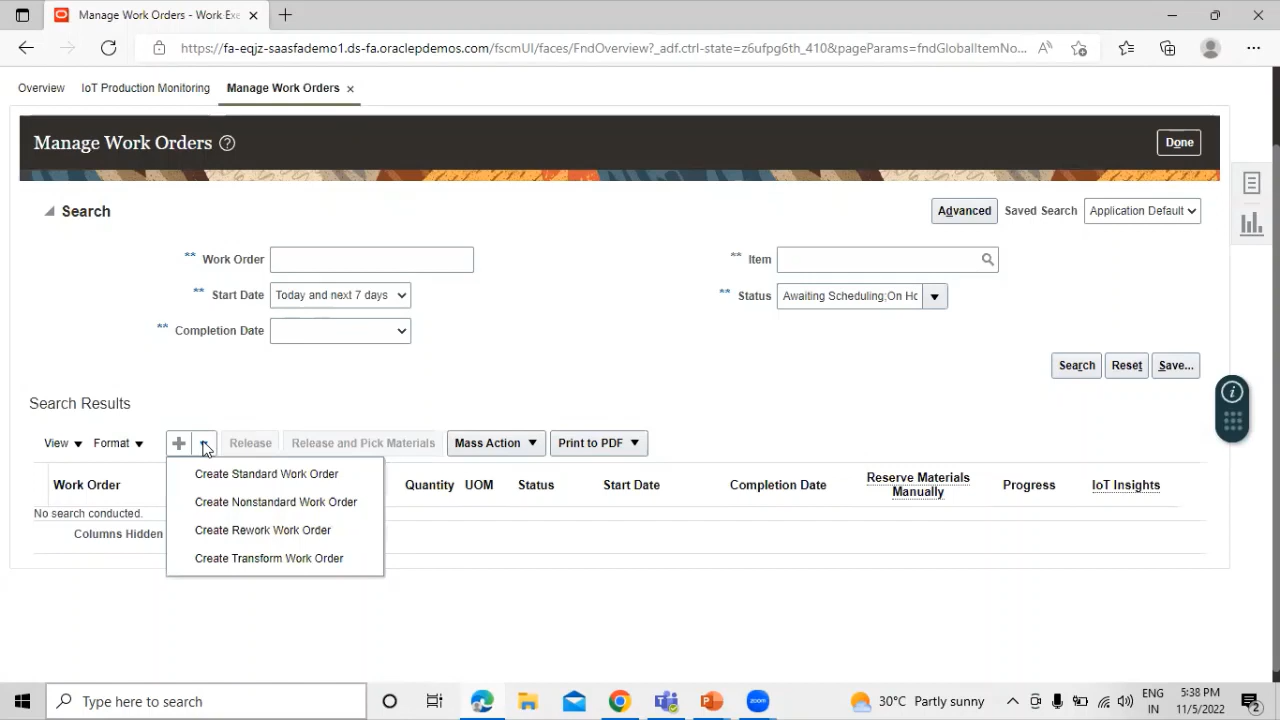 Manage Work Orders - Work Exe
https://fa-eqjz-saasfademo1.ds-fa.oraclepdemos.com/fscmUI/faces/FndOverview?_adf.ctrl-state=z6ufpg6th_410&pageParams=fndGlobalItemNo...
Overview IoT Production Monitoring Manage Work Orders
Manage Work Orders
Done
Search
Advanced Saved Search Application Default
** Work Order
** Item
** Start Date Today and next 7 days
** Status Awaiting Scheduling;On Ho
** Completion Date
Search Reset Save...
Search Results
View Format Release Release and Pick Materials Mass Action Print to PDF
Create Standard Work Order
Create Nonstandard Work Order
Create Rework Work Order
Create Transform Work Order
Work Order Quantity UOM Status Start Date Completion Date Reserve Materials Manually Progress IoT Insights
No search conducted.
Columns Hidden
Type here to search
30°C Partly sunny
ENG
IN
5:38 PM
11/5/2022
2